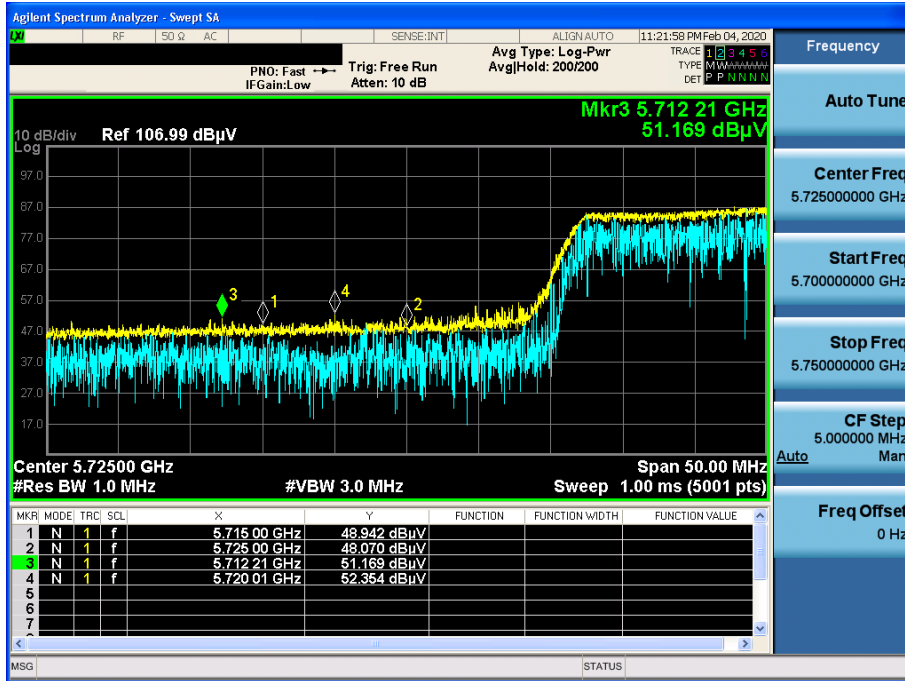 Agilent Spectrum Analyzer - Swept SA
LXI RF 50 Ω AC SENSE:INT ALIGN AUTO 11:21:58 PM Feb 04, 2020
PNO: Fast
IFGain:Low
Trig: Free Run
Atten: 10 dB
Avg Type: Log-Pwr
Avg|Hold: 200/200
TRACE 1 2 3 4 5 6
TYPE M W
DET P P N N N N
Mkr3 5.712 21 GHz
51.169 dBµV
10 dB/div Ref 106.99 dBµV
Log
97.0
87.0
77.0
67.0
57.0
47.0
37.0
27.0
17.0
3
1
4
2
Center 5.72500 GHz Span 50.00 MHz
#Res BW 1.0 MHz #VBW 3.0 MHz Sweep 1.00 ms (5001 pts)
MKR MODE TRC SCL X Y FUNCTION FUNCTION WIDTH FUNCTION VALUE
1 N 1 f 5.715 00 GHz 48.942 dBµV
2 N 1 f 5.725 00 GHz 48.070 dBµV
3 N 1 f 5.712 21 GHz 51.169 dBµV
4 N 1 f 5.720 01 GHz 52.354 dBµV
5
6
7
MSG STATUS
Frequency
Auto Tune
Center Freq
5.725000000 GHz
Start Freq
5.700000000 GHz
Stop Freq
5.750000000 GHz
CF Step
5.000000 MHz
Auto Man
Freq Offset
0 Hz